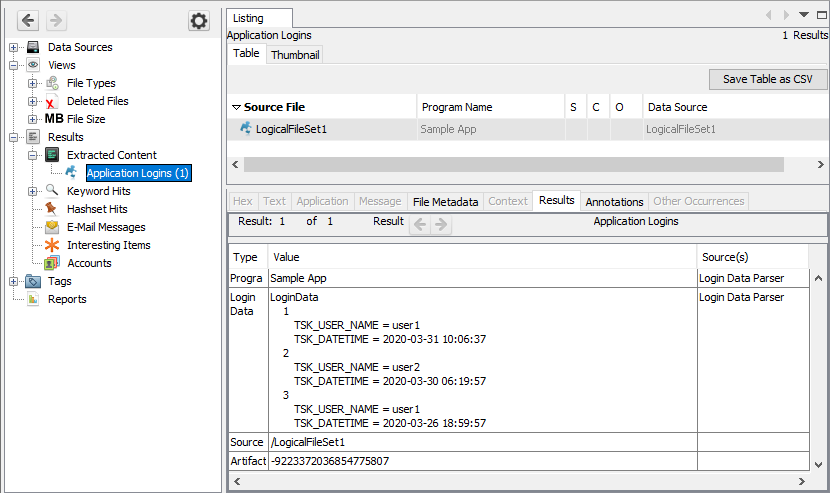 Data Sources
Views
File Types
Deleted Files
MB File Size
Results
Extracted Content
Application Logins (1)
Keyword Hits
Hashset Hits
E-Mail Messages
Interesting Items
Accounts
Tags
Reports
Listing
Application Logins 1 Results
Table Thumbnail
Save Table as CSV
Source File Program Name S C O Data Source
LogicalFileSet1 Sample App LogicalFileSet1
Hex Text Application Message File Metadata Context Results Annotations Other Occurrences
Result: 1 of 1 Result Application Logins
Type Value Source(s)
Progra Sample App Login Data Parser
Login Data LoginData Login Data Parser
1
TSK_USER_NAME = user1
TSK_DATETIME = 2020-03-31 10:06:37
2
TSK_USER_NAME = user2
TSK_DATETIME = 2020-03-30 06:19:57
3
TSK_USER_NAME = user1
TSK_DATETIME = 2020-03-26 18:59:57
Source /LogicalFileSet1
Artifact -9223372036854775807